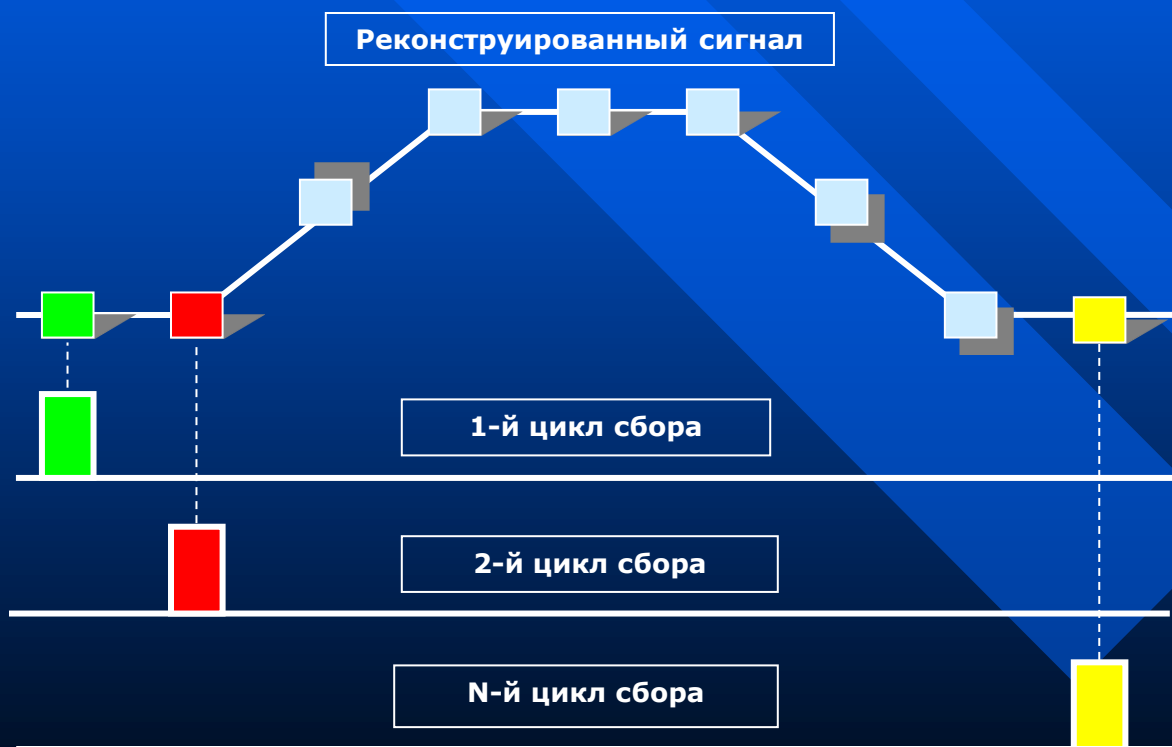 Реконструированный сигнал
1-й цикл сбора
2-й цикл сбора
N-й цикл сбора